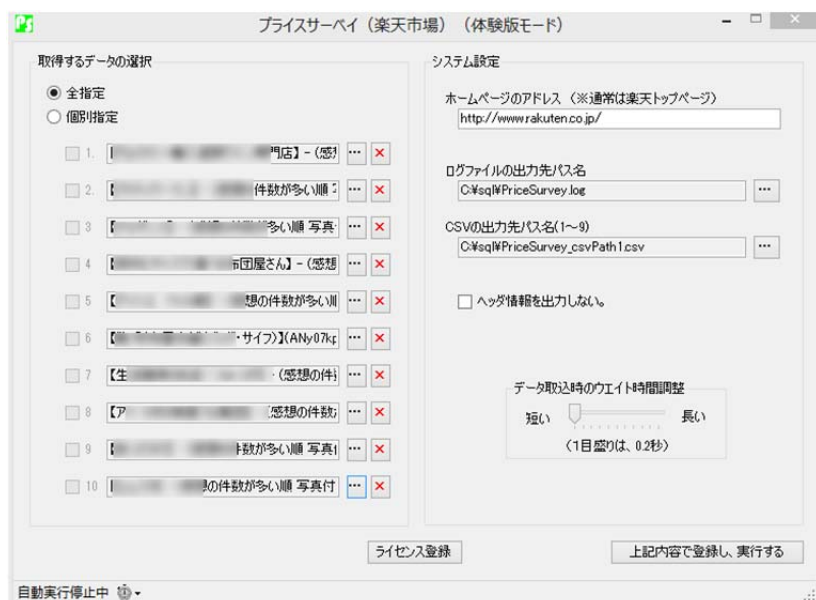 プライスサーベイ（楽天市場）（体験版モード）
取得するデータの選択
全指定
個別指定
1. 門店】-(感想
2. 件数が多い順
3 多い順 写真
4 布団屋さん】-(感想
5 【 想の件数が多い順
6 【 ・サイフ)】(ANy07kp
7 【生 (感想の件
8 【ア 感想の件数
9 件数が多い順 写真
10 の件数が多い順 写真付
ライセンス登録
自動実行停止中
システム設定
ホームページのアドレス（※通常は楽天トップページ）
http://www.rakuten.co.jp/
ログファイルの出力先パス名
C:¥sql¥PriceSurvey.log
CSVの出力先パス名(1～9)
C:¥sql¥PriceSurvey_csvPath1.csv
ヘッダ情報を出力しない。
データ取込時のウエイト時間調整
短い 長い
（1目盛りは、0.2秒）
上記内容で登録し、実行する